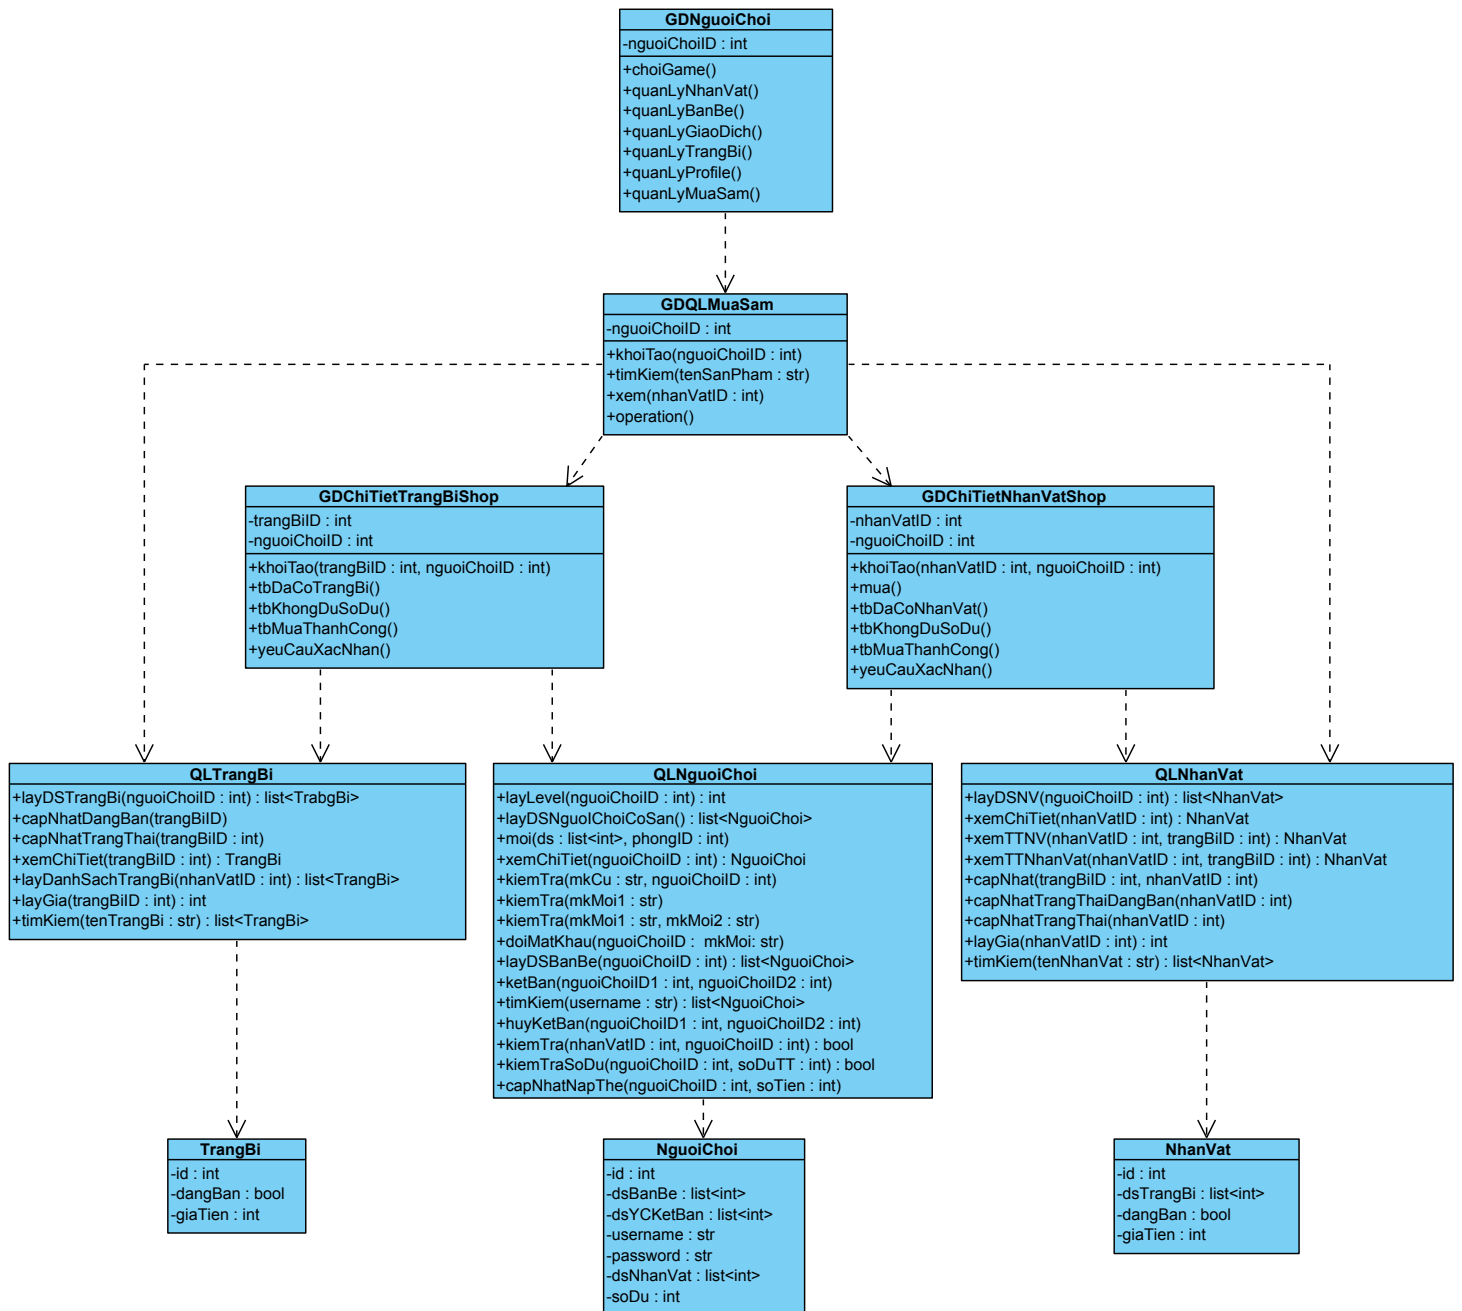 GDNguoiChoi
-nguoiChoiID : int
+choiGame()
+quanLyNhanVat()
+quanLyBanBe()
+quanLyGiaoDich()
+quanLyTrangBi()
+quanLyProfile()
+quanLyMuaSam()
GDQLMuaSam
-nguoiChoiID : int
+khoiTao(nguoiChoiID : int)
+timKiem(tenSanPham : str)
+xem(nhanVatID : int)
+operation()
GDChiTietTrangBiShop
-trangBiID : int
-nguoiChoiID : int
+khoiTao(trangBiID : int, nguoiChoiID : int)
+tbDaCoTrangBi()
+tbKhongDuSoDu()
+tbMuaThanhCong()
+yeuCauXacNhan()
GDChiTietNhanVatShop
-nhanVatID : int
-nguoiChoiID : int
+khoiTao(nhanVatID : int, nguoiChoiID : int)
+mua()
+tbDaCoNhanVat()
+tbKhongDuSoDu()
+tbMuaThanhCong()
+yeuCauXacNhan()
QLTrangBi
+layDSTrangBi(nguoiChoiID : int) : list<TrabgBi>
+capNhatDangBan(trangBiID)
+capNhatTrangThai(trangBiID : int)
+xemChiTiet(trangBiID : int) : TrangBi
+layDanhSachTrangBi(nhanVatID : int) : list<TrangBi>
+layGia(trangBiID : int) : int
+timKiem(tenTrangBi : str) : list<TrangBi>
QLNguoiChoi
+layLevel(nguoiChoiID : int) : int
+layDSNguoIChoiCoSan() : list<NguoiChoi>
+moi(ds : list<int>, phongID : int)
+xemChiTiet(nguoiChoiID : int) : NguoiChoi
+kiemTra(mkCu : str, nguoiChoiID : int)
+kiemTra(mkMoi1 : str)
+kiemTra(mkMoi1 : str, mkMoi2 : str)
+doiMatKhau(nguoiChoiID :  mkMoi: str)
+layDSBanBe(nguoiChoiID : int) : list<NguoiChoi>
+ketBan(nguoiChoiID1 : int, nguoiChoiID2 : int)
+timKiem(username : str) : list<NguoiChoi>
+huyKetBan(nguoiChoiID1 : int, nguoiChoiID2 : int)
+kiemTra(nhanVatID : int, nguoiChoiID : int) : bool
+kiemTraSoDu(nguoiChoiID : int, soDuTT : int) : bool
+capNhatNapThe(nguoiChoiID : int, soTien : int)
QLNhanVat
+layDSNV(nguoiChoiID : int) : list<NhanVat>
+xemChiTiet(nhanVatID : int) : NhanVat
+xemTTNV(nhanVatID : int, trangBiID : int) : NhanVat
+xemTTNhanVat(nhanVatID : int, trangBiID : int) : NhanVat
+capNhat(trangBiID : int, nhanVatID : int)
+capNhatTrangThaiDangBan(nhanVatID : int)
+capNhatTrangThai(nhanVatID : int)
+layGia(nhanVatID : int) : int
+timKiem(tenNhanVat : str) : list<NhanVat>
TrangBi
-id : int
-dangBan : bool
-giaTien : int
NguoiChoi
-id : int
-dsBanBe : list<int>
-dsYCKetBan : list<int>
-username : str
-password : str
-dsNhanVat : list<int>
-soDu : int
NhanVat
-id : int
-dsTrangBi : list<int>
-dangBan : bool
-giaTien : int